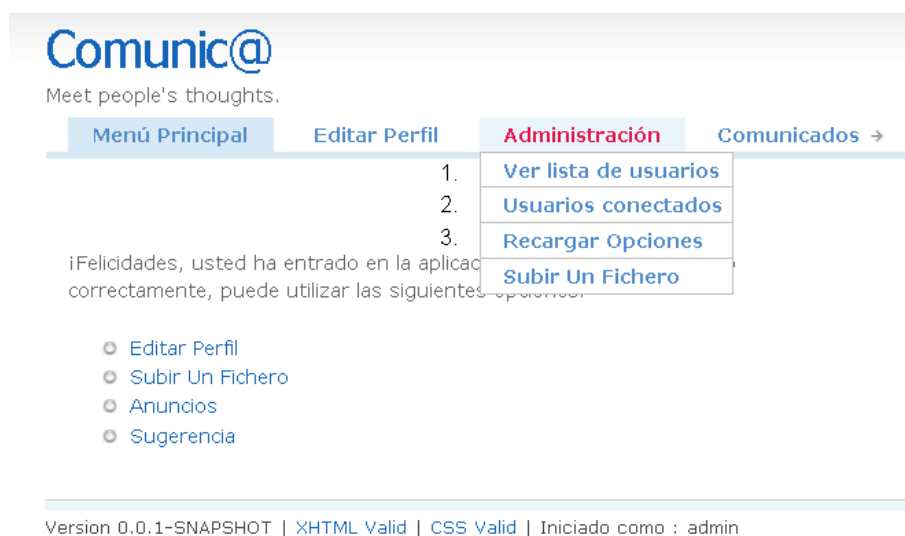 Comunic@
Meet people's thoughts.
Menú Principal Editar Perfil Administración Comunicados
1. Ver lista de usuarios
2. Usuarios conectados
3. Recargar Opciones
¡Felicidades, usted ha entrado en la
Subir Un Fichero
correctamente, puede utilizar las siguientes
Editar Perfil
Subir Un Fichero
Anuncios
Sugerencia
Version 0.0.1-SNAPSHOT | XHTML Valid | CSS Valid | Iniciado como : admin